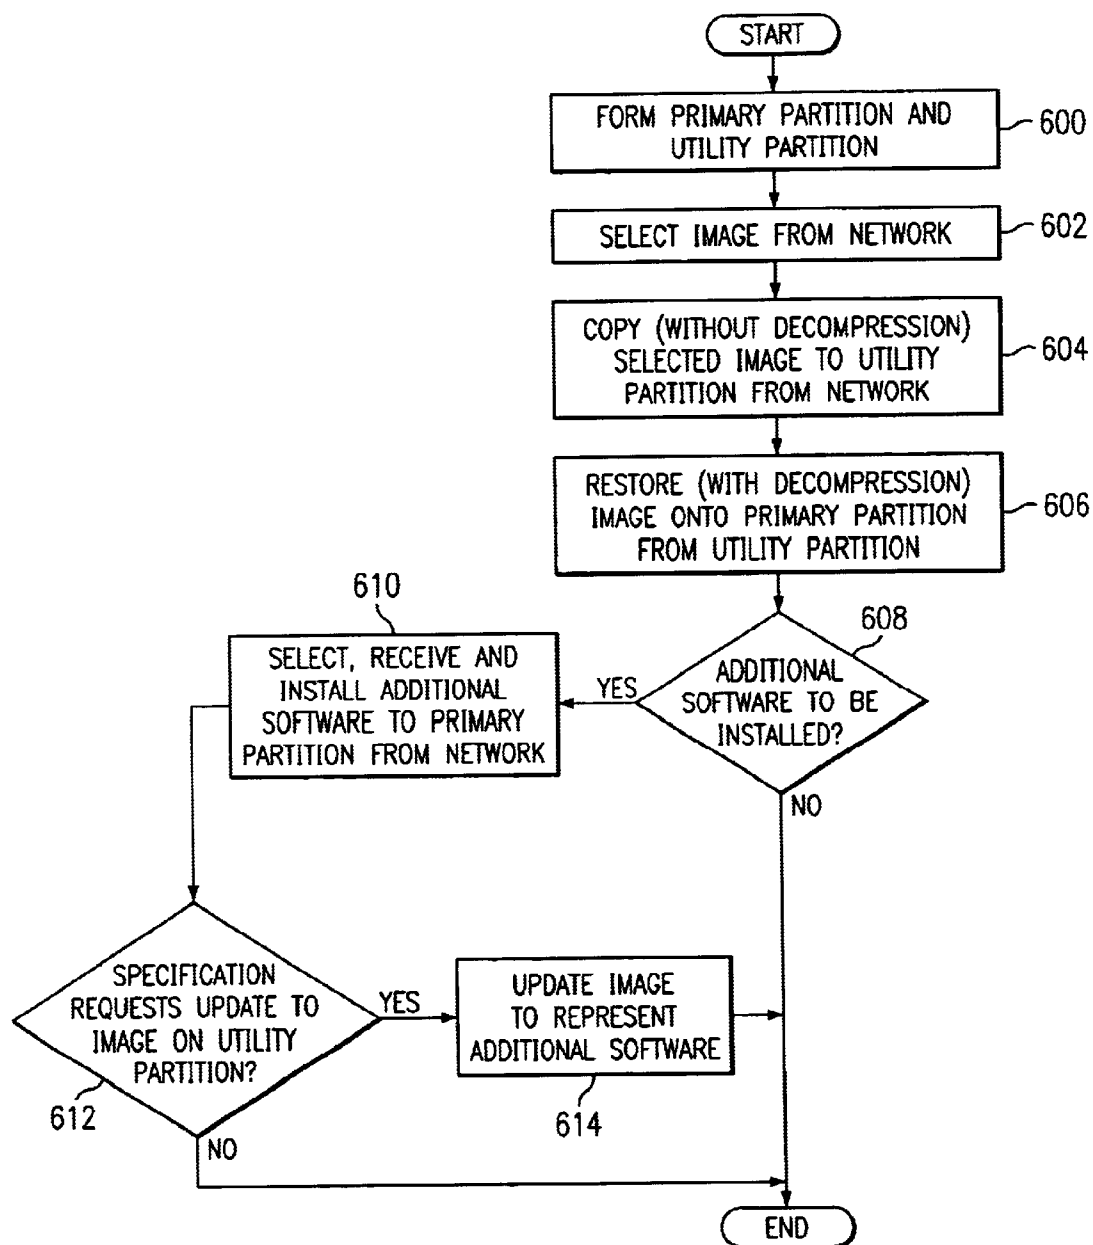 START
FORM PRIMARY PARTITION AND
UTILITY PARTITION
600
SELECT IMAGE FROM NETWORK
602
COPY (WITHOUT DECOMPRESSION)
SELECTED IMAGE TO UTILITY
PARTITION FROM NETWORK
604
RESTORE (WITH DECOMPRESSION)
IMAGE ONTO PRIMARY PARTITION
FROM UTILITY PARTITION
606
608
ADDITIONAL
SOFTWARE TO BE
INSTALLED?
YES
NO
610
SELECT, RECEIVE AND
INSTALL ADDITIONAL
SOFTWARE TO PRIMARY
PARTITION FROM NETWORK
SPECIFICATION
REQUESTS UPDATE TO
IMAGE ON UTILITY
PARTITION?
612
YES
NO
UPDATE IMAGE
TO REPRESENT
ADDITIONAL SOFTWARE
614
END